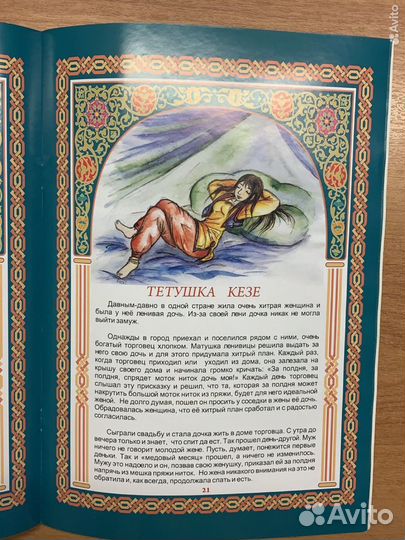 Avito
ТЕТУШКА КЕЗЕ
Давным-давно в одной стране жила очень хитрая женщина и
была у неё ленивая дочь. Из-за своей лени дочка никак не могла
выйти замуж.
Однажды в город приехал и поселился рядом с ними, очень
богатый торговец хлопком. Матушка ленивицы решила выдать за
него свою дочь и для этого придумала хитрый план. Каждый раз,
когда торговец приходил или уходил из дома, она залезала на
крышу своего дома и начинала громко кричать: «За полдня, за
полдня, спрядет моток ниток дочь моя!» Каждый день торговец
слышал эту присказку и решил, что та, которая за полдня может
накрутить большой моток ниток из пряжи, будет для него идеальной
женой. Не долго думая, пошел он просить у соседки в жены её дочь.
Обрадовалась женщина, что её хитрый план сработал и с радостью
согласилась.
Сыграли свадьбу и стала дочка жить в доме торговца. С утра до
вечера только и знает, что спит да ест. Так прошел день-другой. Муж
ничего не говорит молодой жене. Пусть, думает, понежится первые
деньки. Так и «медовый месяц» прошел, а ничего не изменилось.
Мужу это надоело и он, позвав свою женушку, приказал ей за полдня
напрячь из мешка пряжи ниток. Но жена никакого внимания на это не
обратила и, как всегда, продолжала спать и есть.
21
Avito